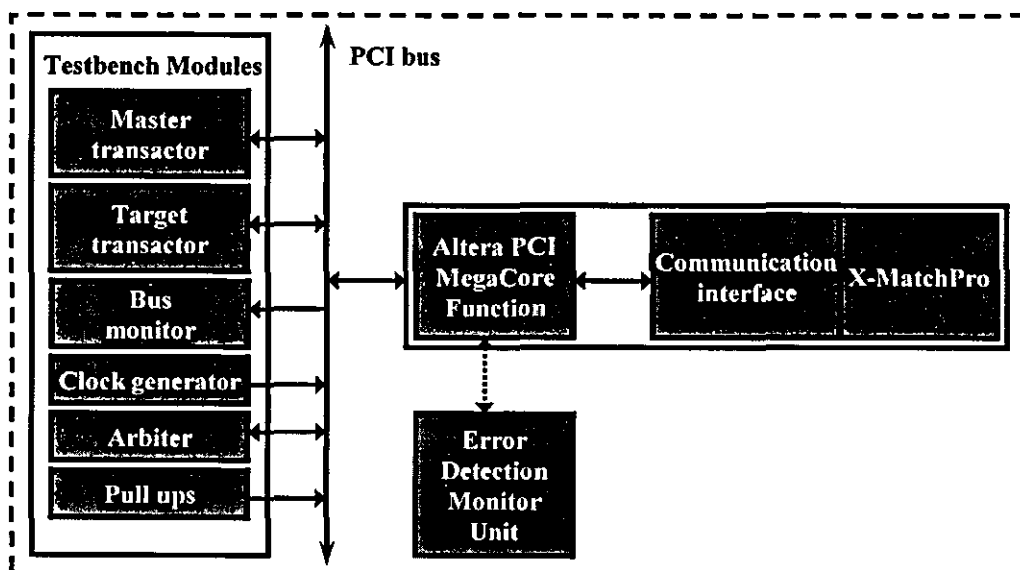 PCI bus
Testbench Modules
Master
transactor
Target
transactor
Bus
monitor
Clock generator
Arbiter
Pull ups
Altera PCI
MegaCore
Function
Communication
interface
X-MatchPro
Error
Detection
Monitor
Unit